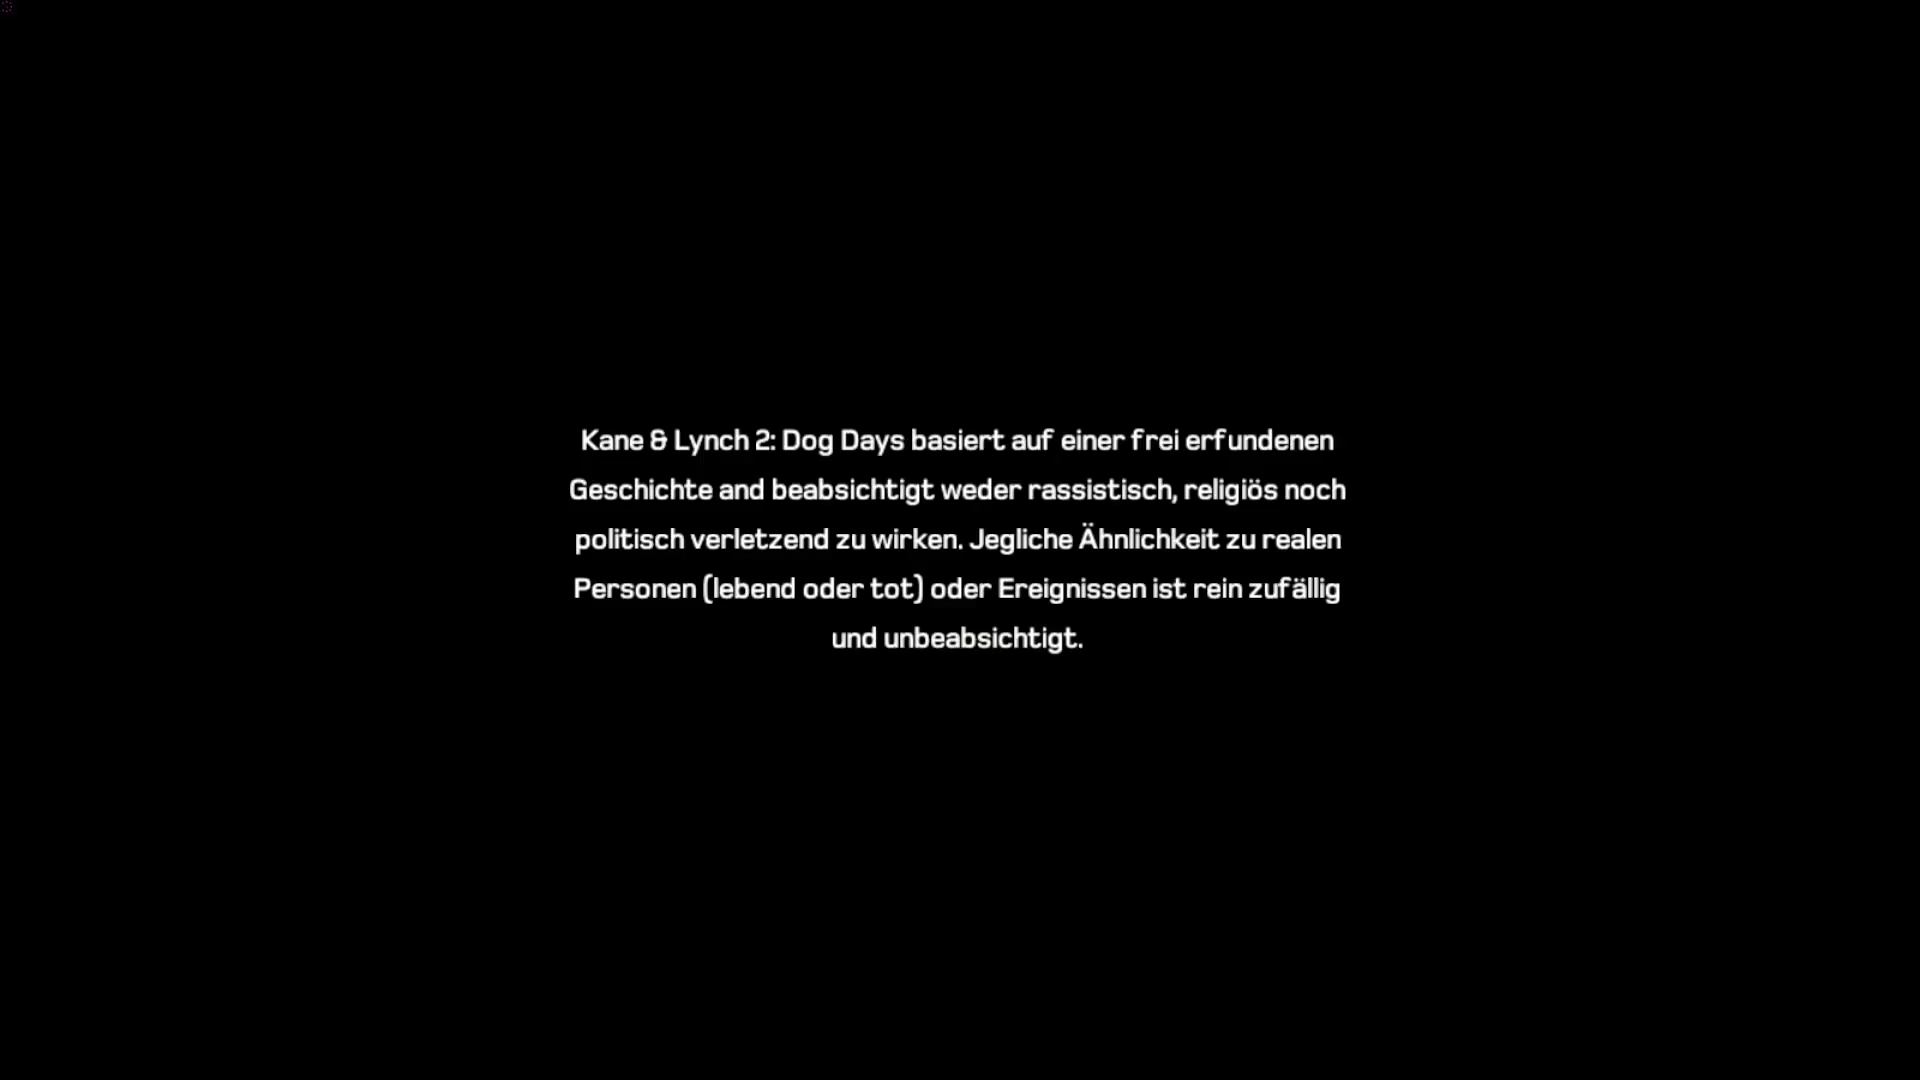 Kane & Lynch 2: Dog Days basiert auf einer frei erfundenen
Geschichte and beabsichtigt weder rassistisch, religiös noch
politisch verletzend zu wirken. Jegliche Ähnlichkeit zu realen
Personen (lebend oder tot) oder Ereignissen ist rein zufällig
und unbeabsichtigt.